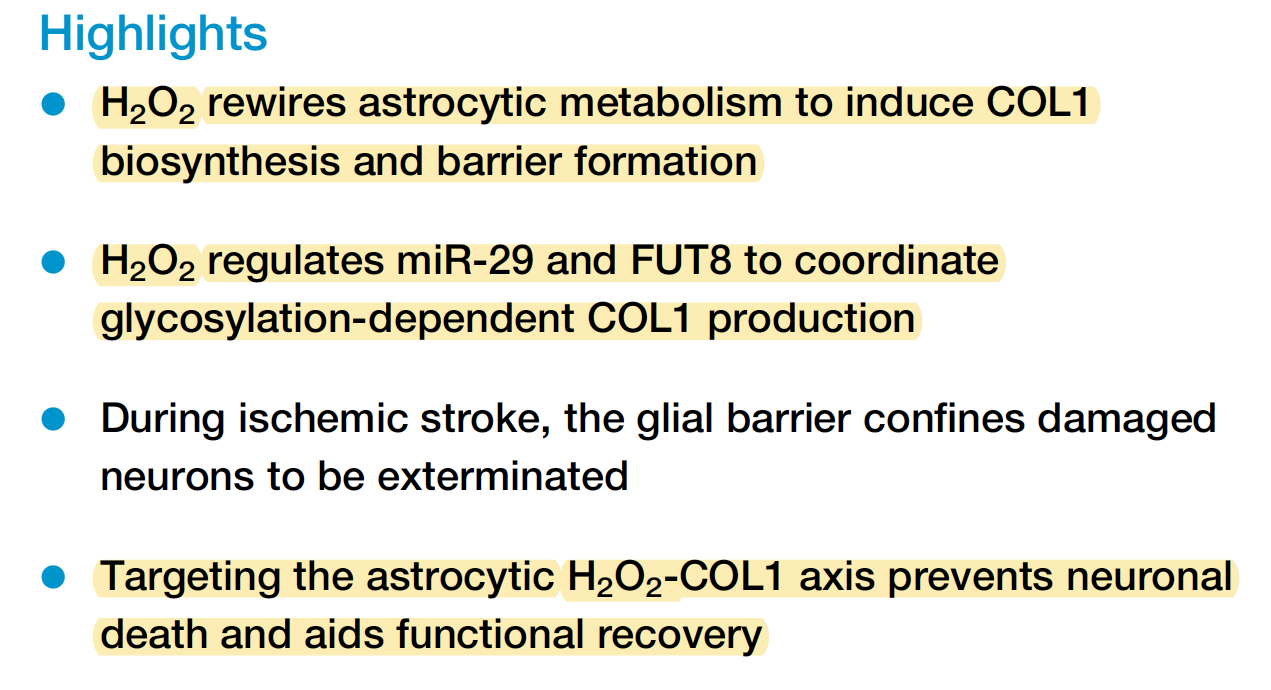 Highlights
● H₂O₂ rewires astrocytic metabolism to induce COL1
biosynthesis and barrier formation
● H₂O₂ regulates miR-29 and FUT8 to coordinate
glycosylation-dependent COL1 production
● During ischemic stroke, the glial barrier confines damaged
neurons to be exterminated
● Targeting the astrocytic H₂O₂-COL1 axis prevents neuronal
death and aids functional recovery